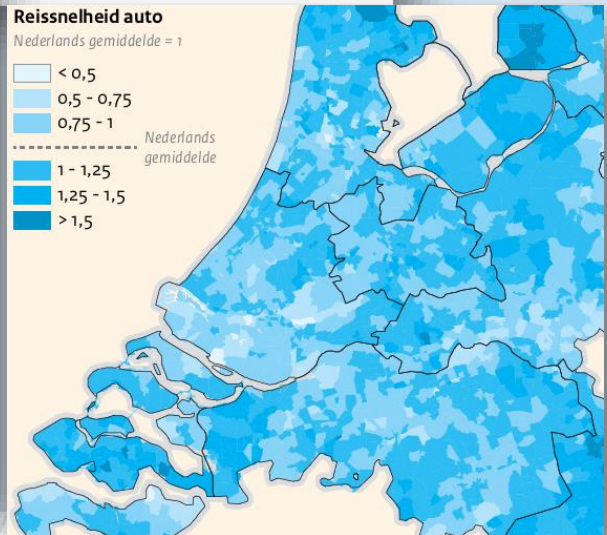 Reissnelheid auto
Nederlands gemiddelde = 1
< 0,5
0,5 - 0,75
0,75 - 1
Nederlands
gemiddelde
1 - 1,25
1,25 - 1,5
> 1,5